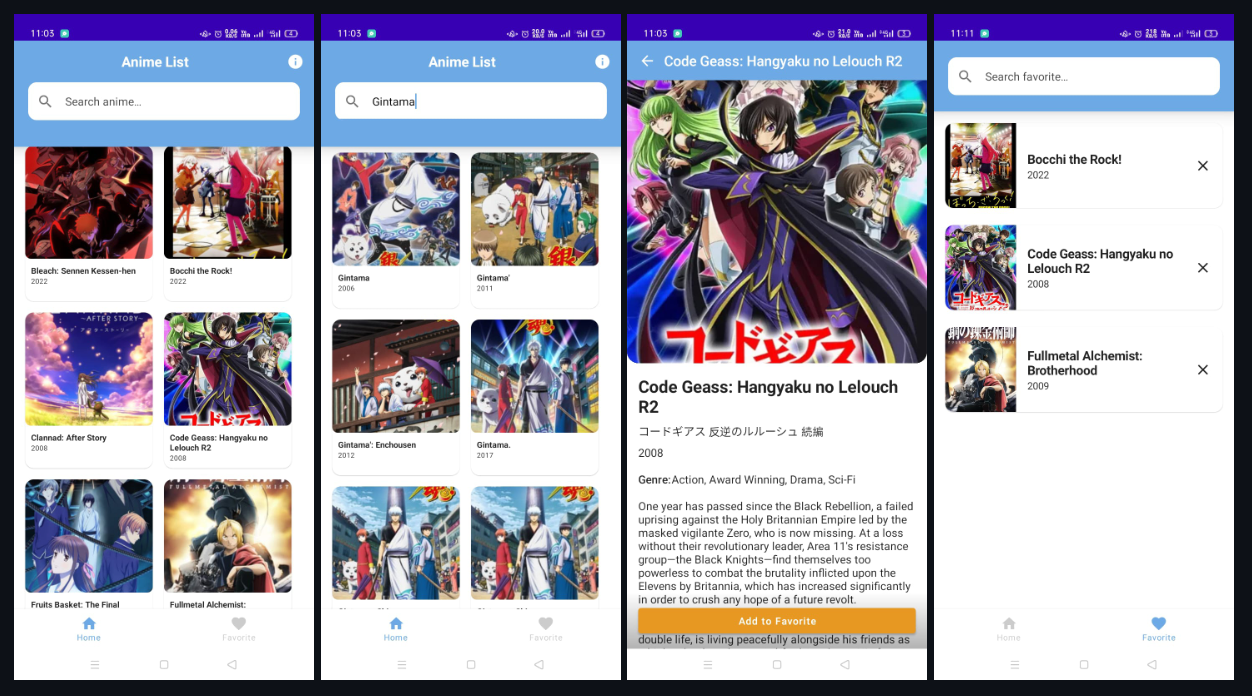 11:03
Anime List
Search anime...
Bleach: Sennen Kessen-hen
2022
Bocchi the Rock!
2022
~AFTER STORY~
Clannad: After Story
2008
Code Geass: Hangyaku no
Lelouch R2
2008
Fruits Basket: The Final
FULLMETAL ALCHEMIST
Fullmetal Alchemist:
Home
Favorite
11:03
Anime List
Gintama
Gintama
2006
Gintama'
2011
Gintama': Enchousen
2012
Gintama.
2017
Home
Favorite
11:03
Code Geass: Hangyaku no Lelouch R2
コードギアス
Code Geass: Hangyaku no Lelouch
R2
コードギアス 反逆のルルーシュ 続編
2008
Genre:Action, Award Winning, Drama, Sci-Fi
One year has passed since the Black Rebellion, a failed
uprising against the Holy Britannian Empire led by the
masked vigilante Zero, who is now missing. At a loss
without their revolutionary leader, Area 11's resistance
group—the Black Knights—find themselves too
powerless to combat the brutality inflicted upon the
Elevens by Britannia, which has increased significantly
in order to crush any hope of a future revolt.
Add to Favorite
double life, is living peacefully alongside his friends as
11:11
Search favorite...
Bocchi the Rock!
2022
Code Geass: Hangyaku no
Lelouch R2
2008
コードギアス
Fullmetal Alchemist:
Brotherhood
2009
Home
Favorite